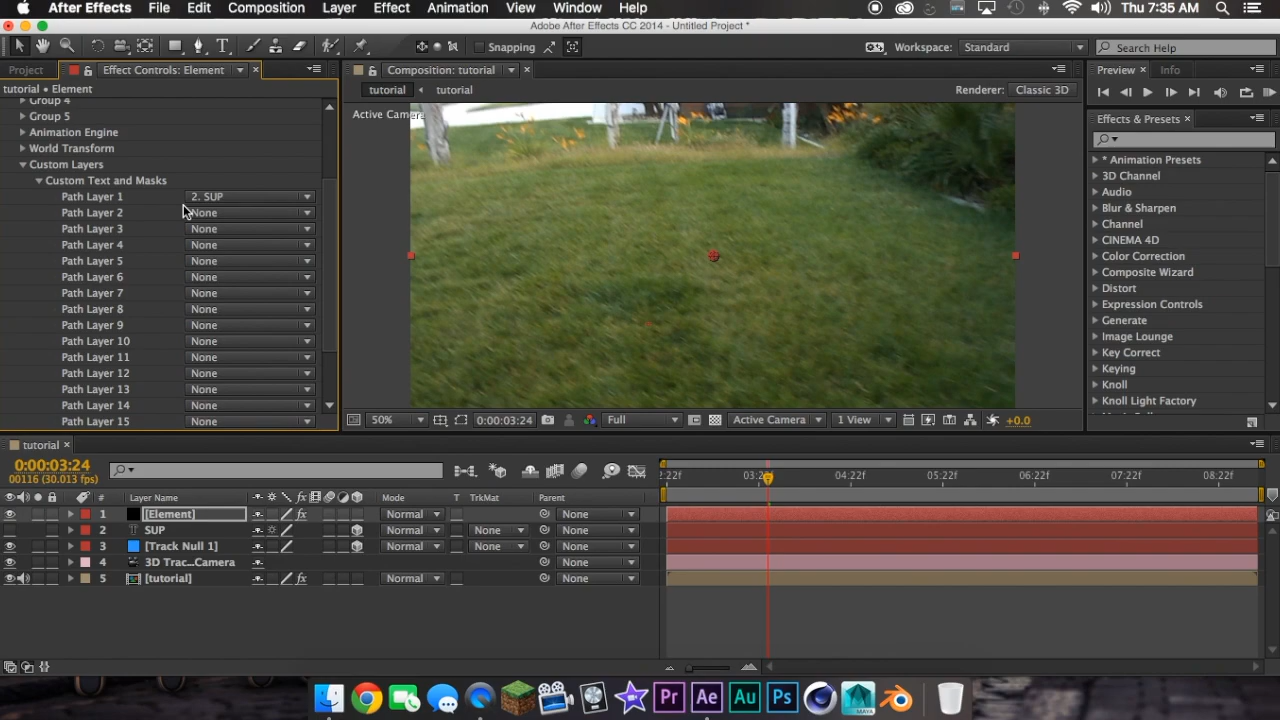 After Effects File Edit Composition Layer Effect Animation View Window Help Thu 7:35 AM
Adobe After Effects CC 2014 - Untitled Project *
Snapping Workspace: Standard Search Help
Project Effect Controls: Element Composition: tutorial Preview Info
tutorial • Element
tutorial tutorial Renderer: Classic 3D
Active Camera
Group 4
Group 5
Animation Engine
World Transform
Custom Layers
Custom Text and Masks
Path Layer 1 2. SUP
Path Layer 2 None
Path Layer 3 None
Path Layer 4 None
Path Layer 5 None
Path Layer 6 None
Path Layer 7 None
Path Layer 8 None
Path Layer 9 None
Path Layer 10 None
Path Layer 11 None
Path Layer 12 None
Path Layer 13 None
Path Layer 14 None
Path Layer 15 None
50% 0:00:03:24 Full Active Camera 1 View +0.0
Effects & Presets
* Animation Presets
3D Channel
Audio
Blur & Sharpen
Channel
CINEMA 4D
Color Correction
Composite Wizard
Distort
Expression Controls
Generate
Image Lounge
Key Correct
Keying
Knoll
Knoll Light Factory
tutorial
0:00:03:24
00116 (30.013 fps)
2:22f 03:22f 04:22f 05:22f 06:22f 07:22f 08:22f
# Layer Name Mode T TrkMat Parent
1 [Element] Normal None
2 SUP Normal None None
3 [Track Null 1] Normal None None
4 3D Trac...Camera None
5 [tutorial] Normal None
Pr Ae Au Ps MAYA